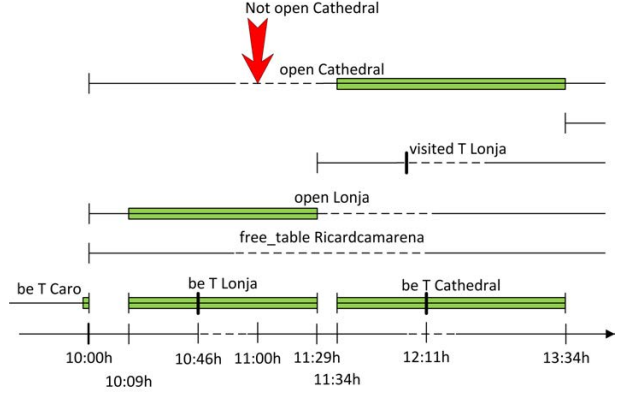 Not open Cathedral
open Cathedral
visited T Lonja
open Lonja
free_table Ricardcamarena
be T Caro
be T Lonja
be T Cathedral
10:00h
10:46h
11:00h
11:29h
12:11h
13:34h
10:09h
11:34h